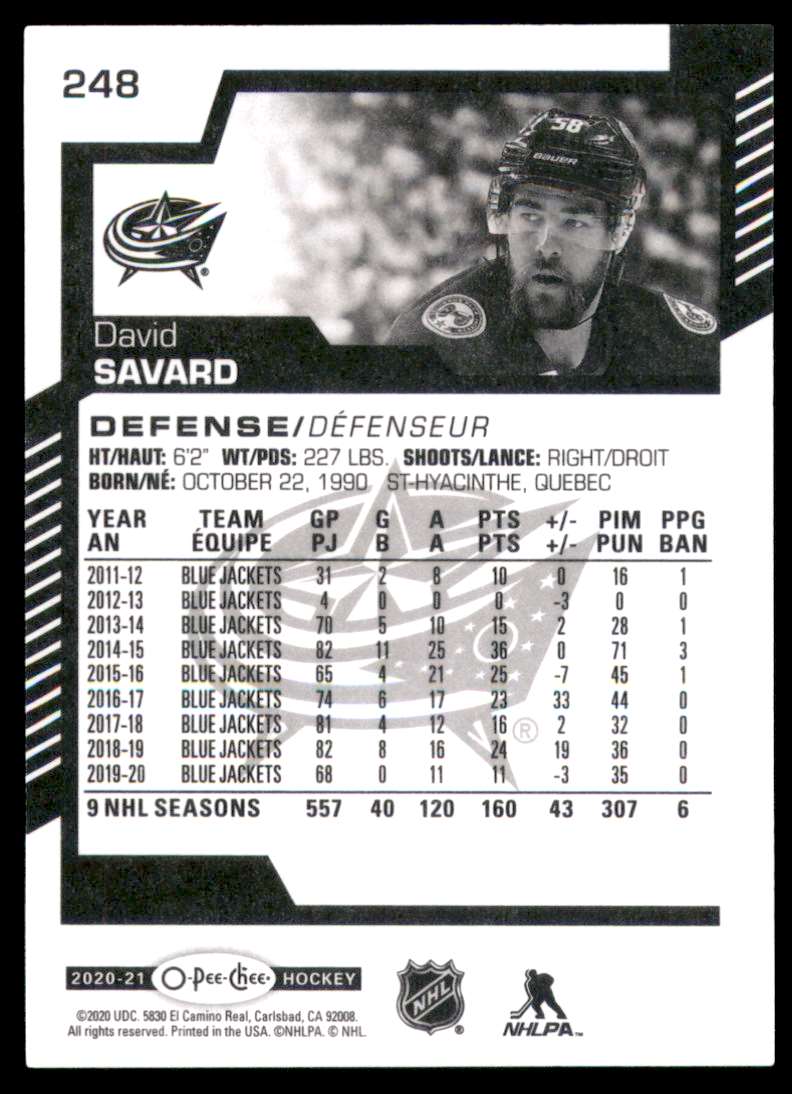 248
58
BAUER
David
SAVARD
DEFENSE/DÉFENSEUR
HT/HAUT: 6'2" WT/PDS: 227 LBS. SHOOTS/LANCE: RIGHT/DROIT
BORN/NÉ: OCTOBER 22, 1990 ST-HYACINTHE, QUEBEC
YEAR TEAM GP G A PTS +/- PIM PPG
AN ÉQUIPE PJ B A PTS +/- PUN BAN
2011-12 BLUE JACKETS 31 2 8 10 0 16 1
2012-13 BLUE JACKETS 4 0 0 0 -3 0 0
2013-14 BLUE JACKETS 70 5 10 15 2 28 1
2014-15 BLUE JACKETS 82 11 25 36 0 71 3
2015-16 BLUE JACKETS 65 4 21 25 -7 45 1
2016-17 BLUE JACKETS 74 6 17 23 33 44 0
2017-18 BLUE JACKETS 81 4 12 16 2 32 0
2018-19 BLUE JACKETS 82 8 16 24 19 36 0
2019-20 BLUE JACKETS 68 0 11 11 -3 35 0
9 NHL SEASONS 557 40 120 160 43 307 6
2020-21 O-Pee-Chee HOCKEY
©2020 UDC. 5830 El Camino Real, Carlsbad, CA 92008.
All rights reserved. Printed in the USA. ©NHLPA. © NHL.
NHL
NHLPA™